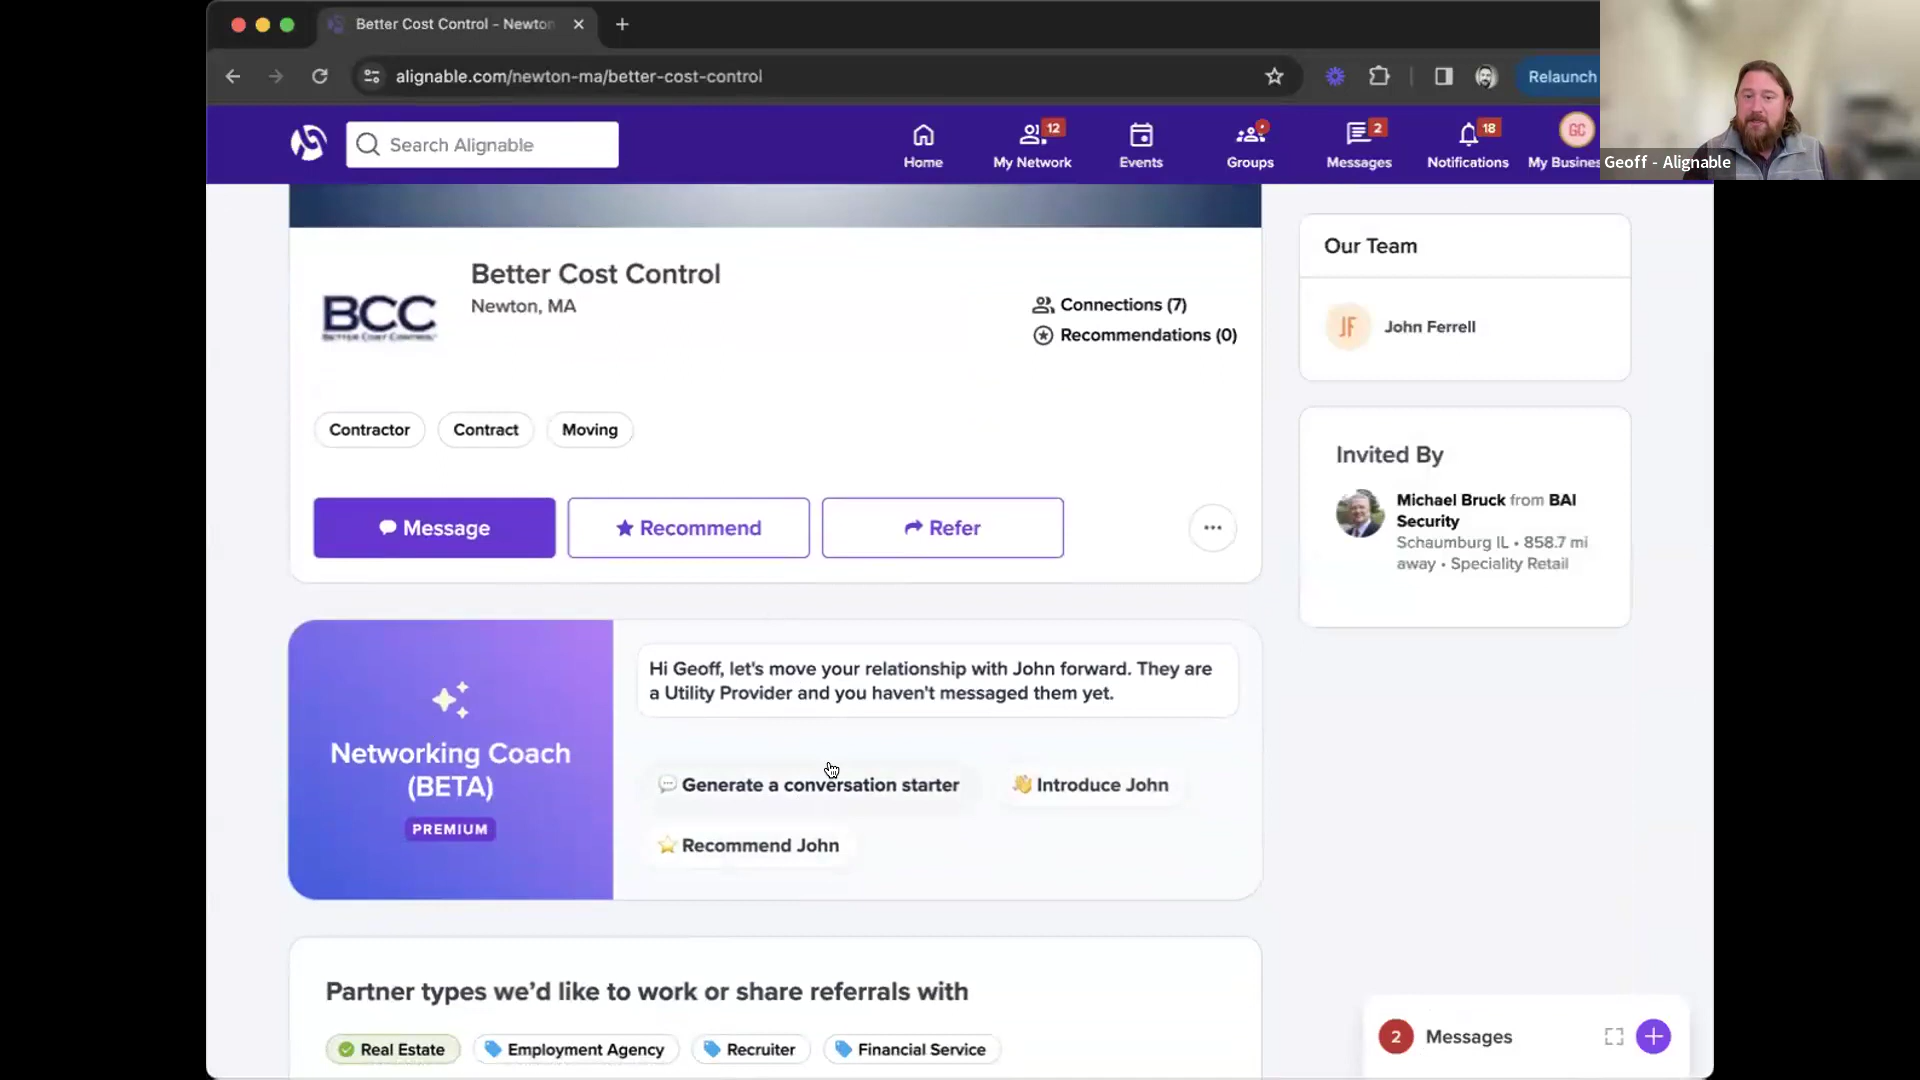 Better Cost Control - Newton
alignable.com/newton-ma/better-cost-control
Relaunch
Search Alignable
Home
12
My Network
Events
Groups
2
Messages
18
Notifications
GC
My Busines
Geoff - Alignable
BCC
BETTER COST CONTROL
Better Cost Control
Newton, MA
Connections (7)
Recommendations (0)
Contractor
Contract
Moving
Message
Recommend
Refer
Our Team
JF
John Ferrell
Invited By
Michael Bruck from BAI
Security
Schaumburg IL • 858.7 mi
away • Speciality Retail
Networking Coach
(BETA)
PREMIUM
Hi Geoff, let's move your relationship with John forward. They are
a Utility Provider and you haven't messaged them yet.
Generate a conversation starter
Introduce John
Recommend John
Partner types we'd like to work or share referrals with
Real Estate
Employment Agency
Recruiter
Financial Service
2
Messages